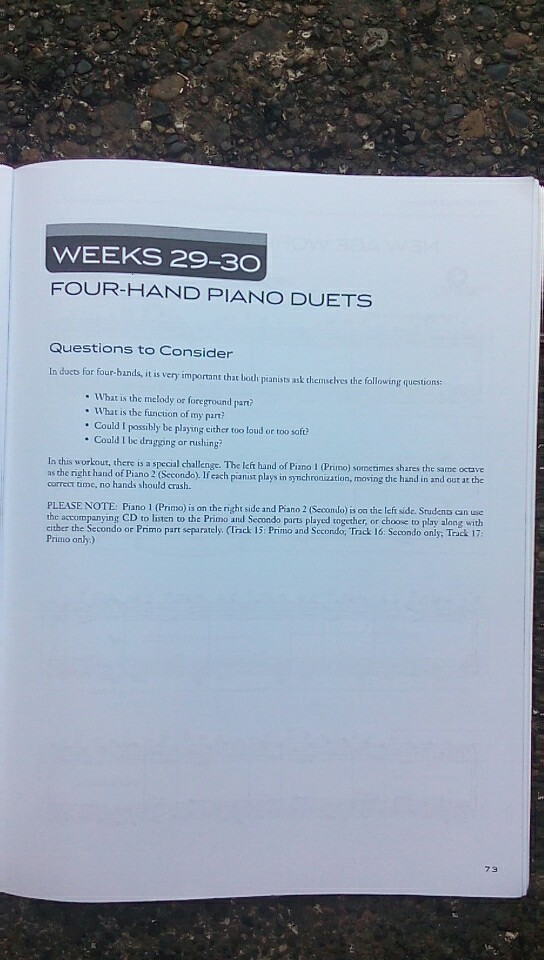 WEEKS 29–30
FOUR-HAND PIANO DUETS
Questions to Consider
In duets for four-hands, it is very important that both pianists ask themselves the following questions:
• What is the melody or foreground part?
• What is the function of my part?
• Could I possibly be playing either too loud or too soft?
• Could I be dragging or rushing?
In this workout, there is a special challenge. The left hand of Piano 1 (Primo) sometimes shares the same octave
as the right hand of Piano 2 (Secondo). If each pianist plays in synchronization, moving the hand in and out at the
correct time, no hands should crash.
PLEASE NOTE: Piano 1 (Primo) is on the right side and Piano 2 (Secondo) is on the left side. Students can use
the accompanying CD to listen to the Primo and Secondo parts played together, or choose to play along with
either the Secondo or Primo part separately. (Track 15: Primo and Secondo; Track 16: Secondo only; Track 17:
Primo only.)
73